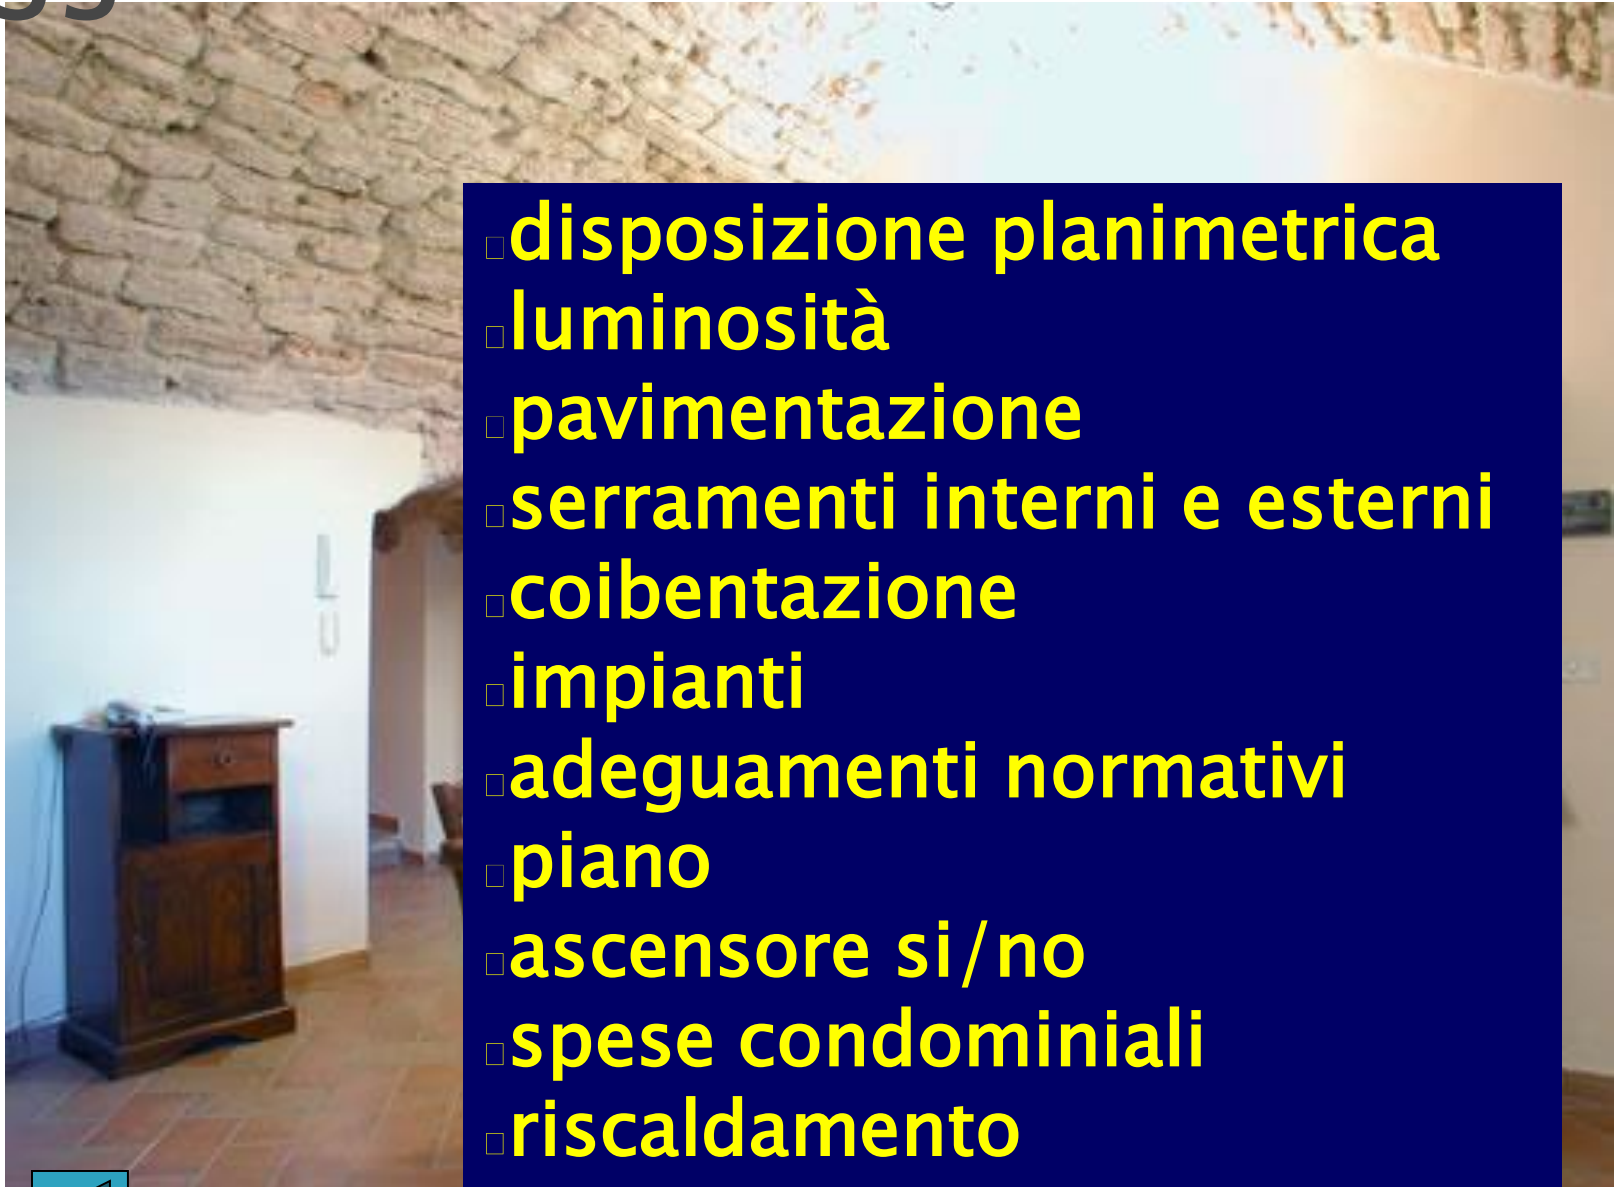 disposizione planimetrica
luminosità
pavimentazione
serramenti interni e esterni
coibentazione
impianti
adeguamenti normativi
piano
ascensore si/no
spese condominiali
riscaldamento